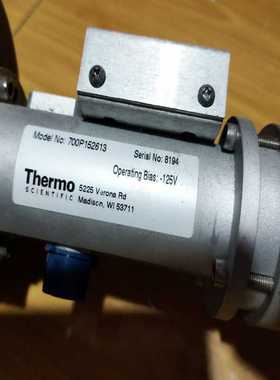 Model No: 700P152613
Serial No: 8194
Operating Bias: -125V
Thermo
SCIENTIFIC
5225 Verona Rd
Madison, WI 53711